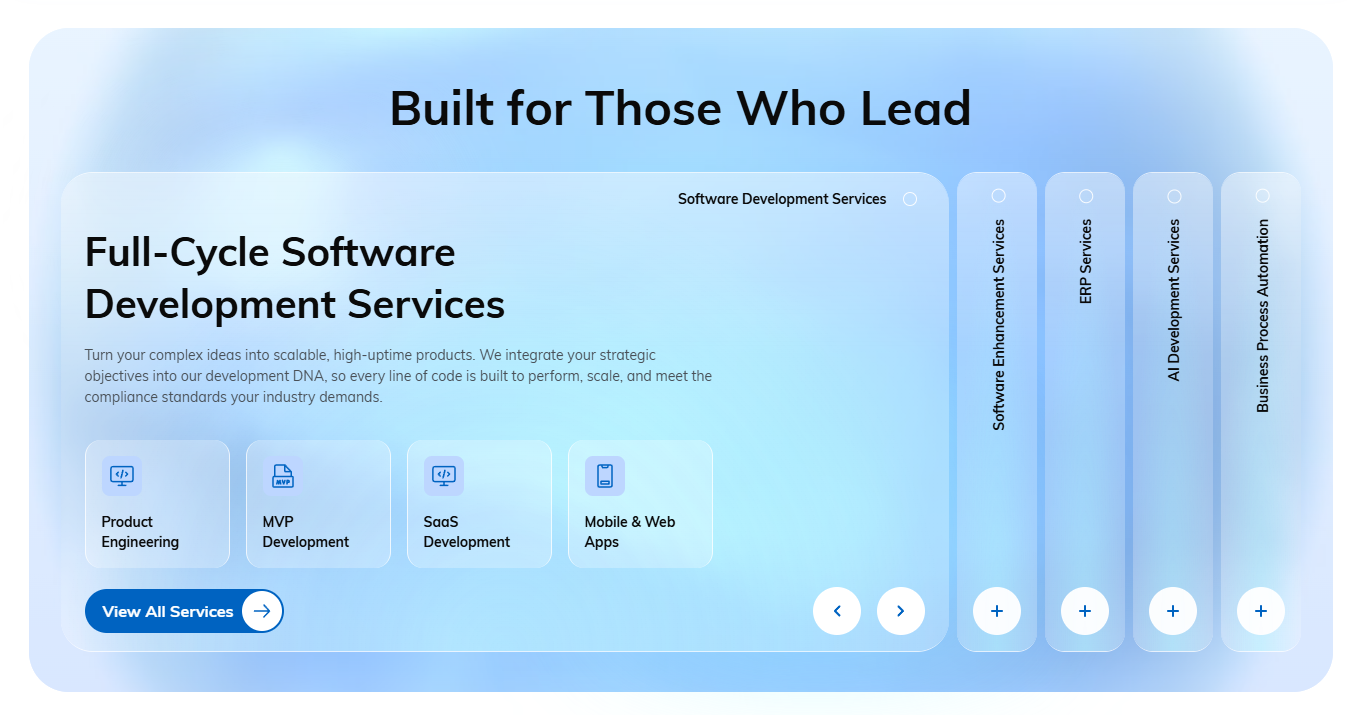 Built for Those Who Lead
Software Development Services
Full-Cycle Software
Development Services
Turn your complex ideas into scalable, high-uptime products. We integrate your strategic
objectives into our development DNA, so every line of code is built to perform, scale, and meet the
compliance standards your industry demands.
Product
Engineering
MVP
MVP
Development
SaaS
Development
Mobile & Web
Apps
View All Services
Software Enhancement Services
ERP Services
AI Development Services
Business Process Automation